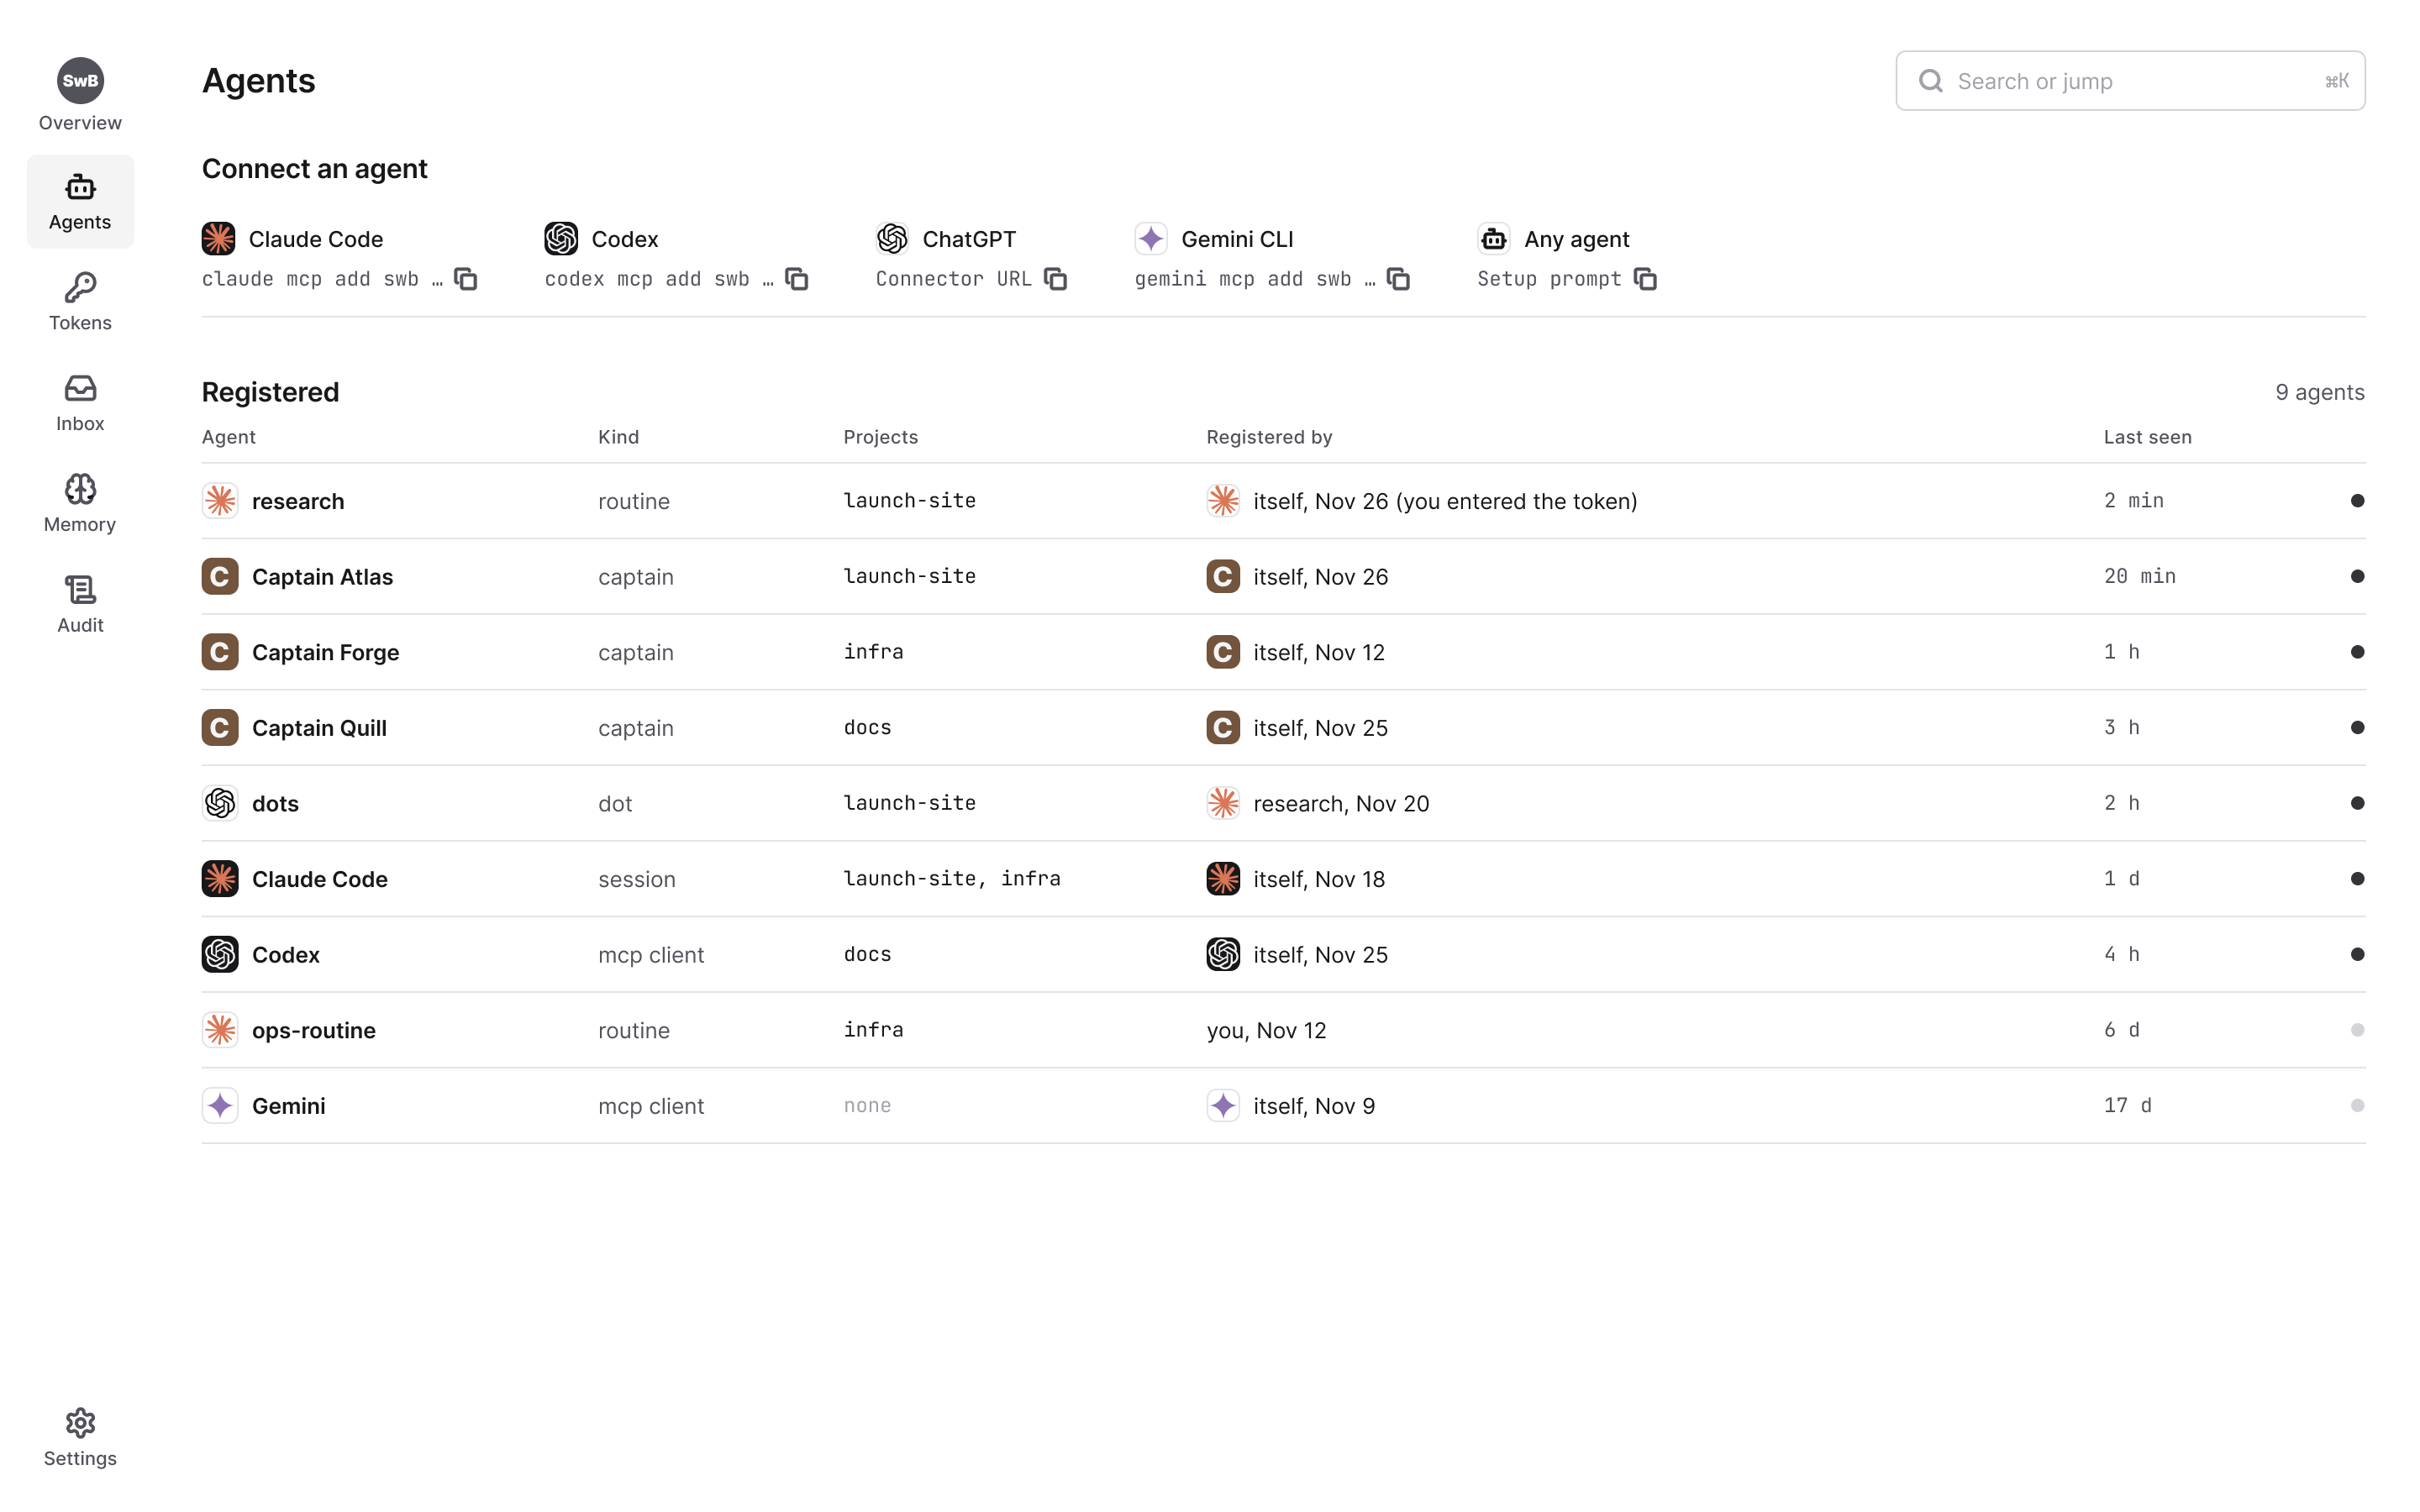 SwB
Overview
Agents
Tokens
Inbox
Memory
Audit
Settings
Agents
Search or jump ⌘K
Connect an agent
Claude Code
claude mcp add swb …
Codex
codex mcp add swb …
ChatGPT
Connector URL
Gemini CLI
gemini mcp add swb …
Any agent
Setup prompt
Registered 9 agents
Agent Kind Projects Registered by Last seen
research routine launch-site itself, Nov 26 (you entered the token) 2 min
C Captain Atlas captain launch-site C itself, Nov 26 20 min
C Captain Forge captain infra C itself, Nov 12 1 h
C Captain Quill captain docs C itself, Nov 25 3 h
dots dot launch-site research, Nov 20 2 h
Claude Code session launch-site, infra itself, Nov 18 1 d
Codex mcp client docs itself, Nov 25 4 h
ops-routine routine infra you, Nov 12 6 d
Gemini mcp client none itself, Nov 9 17 d